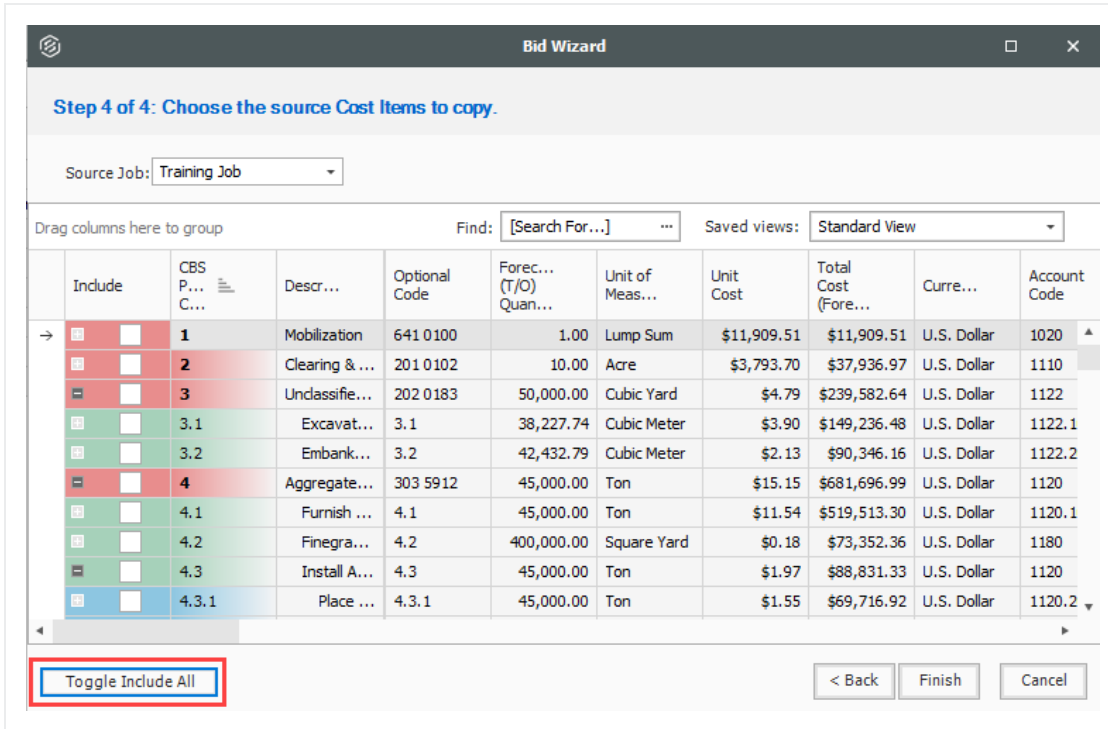 Bid Wizard
Step 4 of 4: Choose the source Cost Items to copy.
Source Job: Training Job
Drag columns here to group Find: [Search For...] ... Saved views: Standard View
Include CBS P... C... Descr... Optional Code Forec... (T/O) Quan... Unit of Meas... Unit Cost Total Cost (Fore... Curre... Account Code
1 Mobilization 641 0100 1.00 Lump Sum $11,909.51 $11,909.51 U.S. Dollar 1020
2 Clearing & ... 201 0102 10.00 Acre $3,793.70 $37,936.97 U.S. Dollar 1110
3 Unclassifie... 202 0183 50,000.00 Cubic Yard $4.79 $239,582.64 U.S. Dollar 1122
3.1 Excavat... 3.1 38,227.74 Cubic Meter $3.90 $149,236.48 U.S. Dollar 1122.1
3.2 Embank... 3.2 42,432.79 Cubic Meter $2.13 $90,346.16 U.S. Dollar 1122.2
4 Aggregate... 303 5912 45,000.00 Ton $15.15 $681,696.99 U.S. Dollar 1120
4.1 Furnish ... 4.1 45,000.00 Ton $11.54 $519,513.30 U.S. Dollar 1120.1
4.2 Finegra... 4.2 400,000.00 Square Yard $0.18 $73,352.36 U.S. Dollar 1180
4.3 Install A... 4.3 45,000.00 Ton $1.97 $88,831.33 U.S. Dollar 1120
4.3.1 Place ... 4.3.1 45,000.00 Ton $1.55 $69,716.92 U.S. Dollar 1120.2
Toggle Include All < Back Finish Cancel